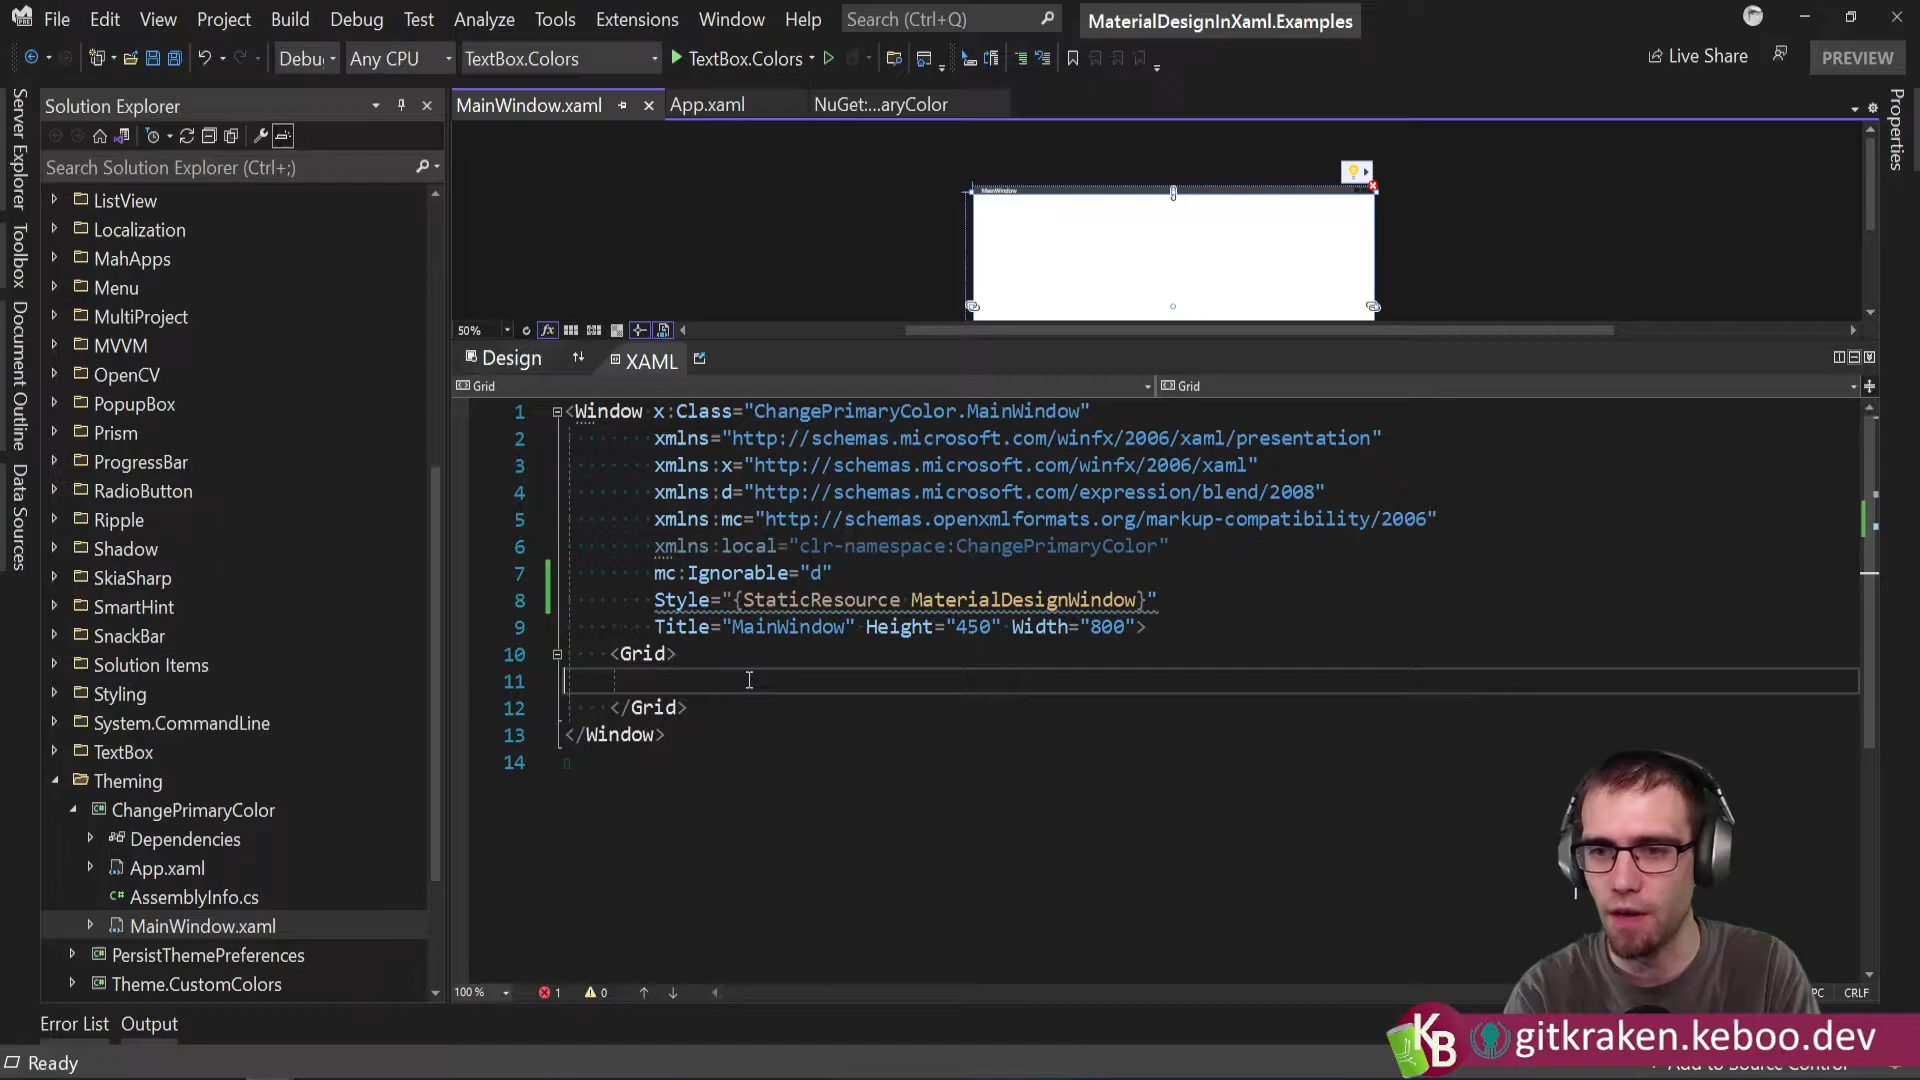 File Edit View Project Build Debug Test Analyze Tools Extensions Window Help Search (Ctrl+Q) MaterialDesignInXaml.Examples
Any CPU TextBox.Colors TextBox.Colors Live Share PREVIEW
Server Explorer
Toolbox
Document Outline
Data Sources
Solution Explorer
Search Solution Explorer (Ctrl+;)
ListView
Localization
MahApps
Menu
MultiProject
MVVM
OpenCV
PopupBox
Prism
ProgressBar
RadioButton
Ripple
Shadow
SkiaSharp
SmartHint
SnackBar
Solution Items
Styling
System.CommandLine
TextBox
Theming
ChangePrimaryColor
Dependencies
App.xaml
AssemblyInfo.cs
MainWindow.xaml
PersistThemePreferences
Theme.CustomColors
MainWindow.xaml App.xaml NuGet:...aryColor
Properties
MainWindow
50%
Design XAML
Grid Grid
1 <Window x:Class="ChangePrimaryColor.MainWindow"
2 xmlns="http://schemas.microsoft.com/winfx/2006/xaml/presentation"
3 xmlns:x="http://schemas.microsoft.com/winfx/2006/xaml"
4 xmlns:d="http://schemas.microsoft.com/expression/blend/2008"
5 xmlns:mc="http://schemas.openxmlformats.org/markup-compatibility/2006"
6 xmlns:local="clr-namespace:ChangePrimaryColor"
7 mc:Ignorable="d"
8 Style="{StaticResource MaterialDesignWindow}"
9 Title="MainWindow" Height="450" Width="800">
10 <Grid>
11
12 </Grid>
13 </Window>
14
100 % 1 0 CRLF
Error List Output
Ready
KB gitkraken.keboo.dev